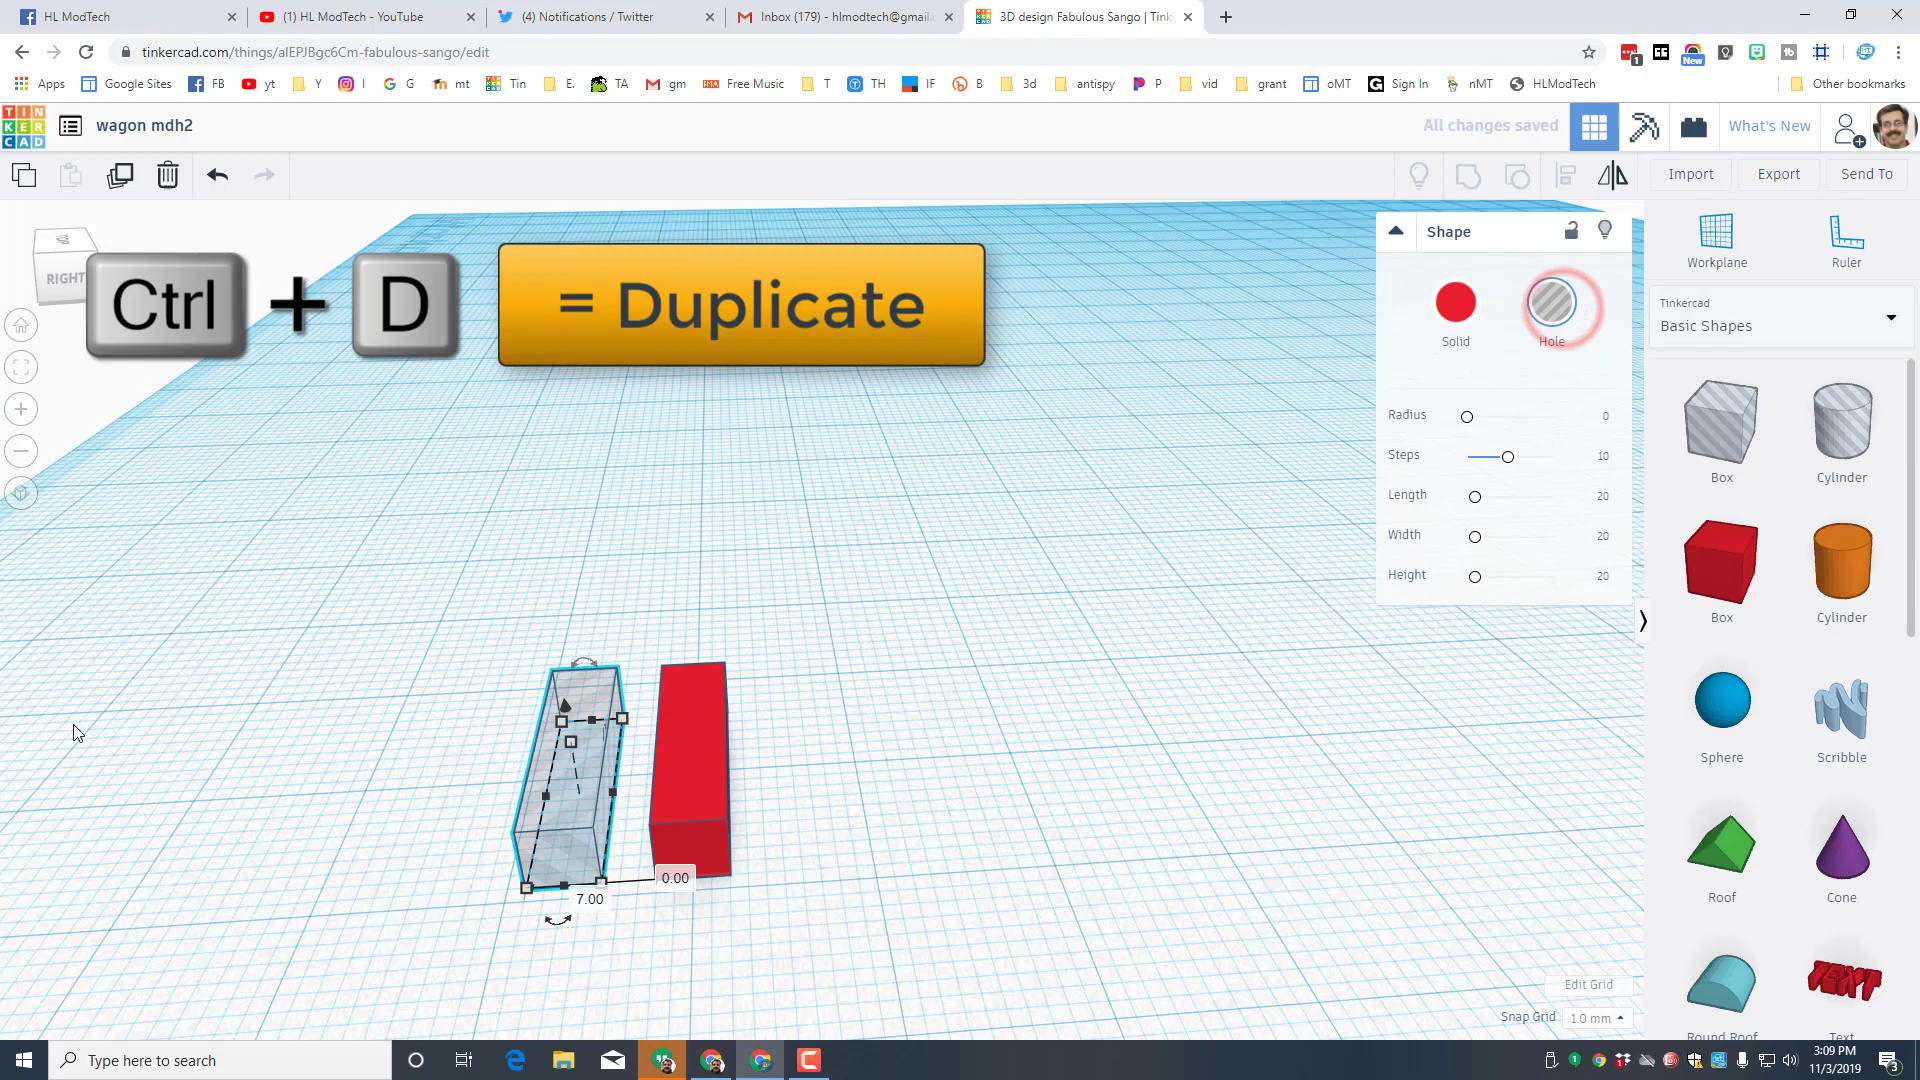 HL ModTech
(1) HL ModTech - YouTube
(4) Notifications / Twitter
Inbox (179) - hlmodtech@gmail.c
3D design Fabulous Sango | Tink
tinkercad.com/things/alEPJBgc6Cm-fabulous-sango/edit
1
New
Apps
Google Sites
FB
yt
Y
I
G
mt
Tin
E.
TA
gm
Free Music
T
TH
IF
B
3d
antispy
P
vid
grant
oMT
Sign In
nMT
HLModTech
Other bookmarks
TIN
KER
CAD
wagon mdh2
All changes saved
What's New
Import
Export
Send To
TOP
RIGHT
Ctrl + D = Duplicate
Shape
Solid
Hole
Radius 0
Steps 10
Length 20
Width 20
Height 20
Workplane
Ruler
Tinkercad
Basic Shapes
Box
Cylinder
Box
Cylinder
Sphere
Scribble
Roof
Cone
Round Roof
Text
TEXT
0.00
7.00
Edit Grid
Snap Grid 1.0 mm
Type here to search
3:09 PM
11/3/2019
3